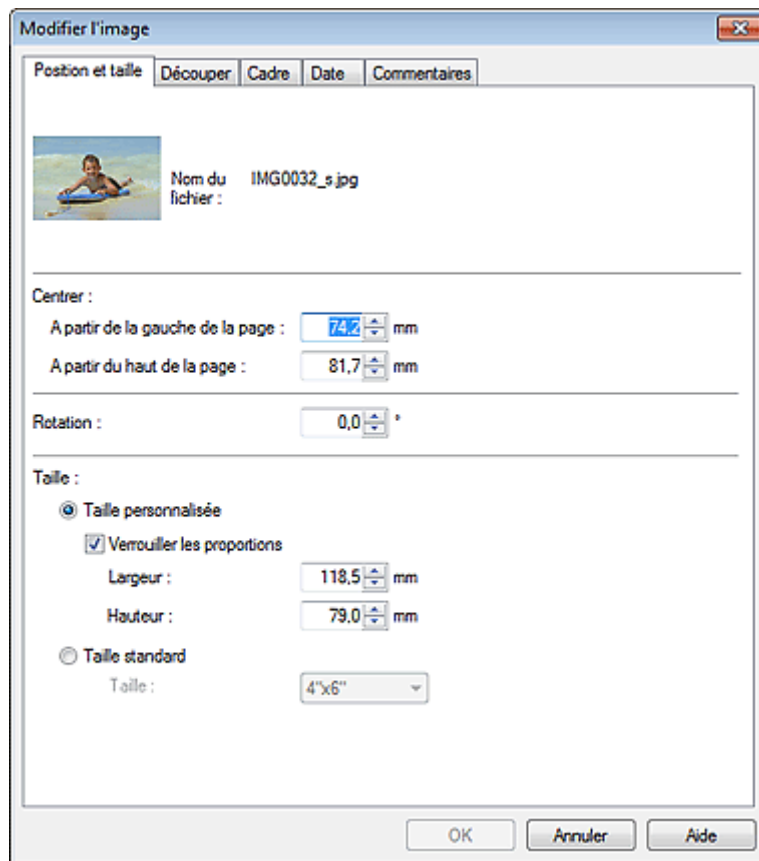 Modifier l'image
Position et taille Découper Cadre Date Commentaires
Nom du fichier : IMG0032_s.jpg
Centrer :
A partir de la gauche de la page : 74,2 mm
A partir du haut de la page : 81,7 mm
Rotation : 0,0 °
Taille :
Taille personnalisée
Verrouiller les proportions
Largeur : 118,5 mm
Hauteur : 79,0 mm
Taille standard
Taille : 4"x6"
OK Annuler Aide